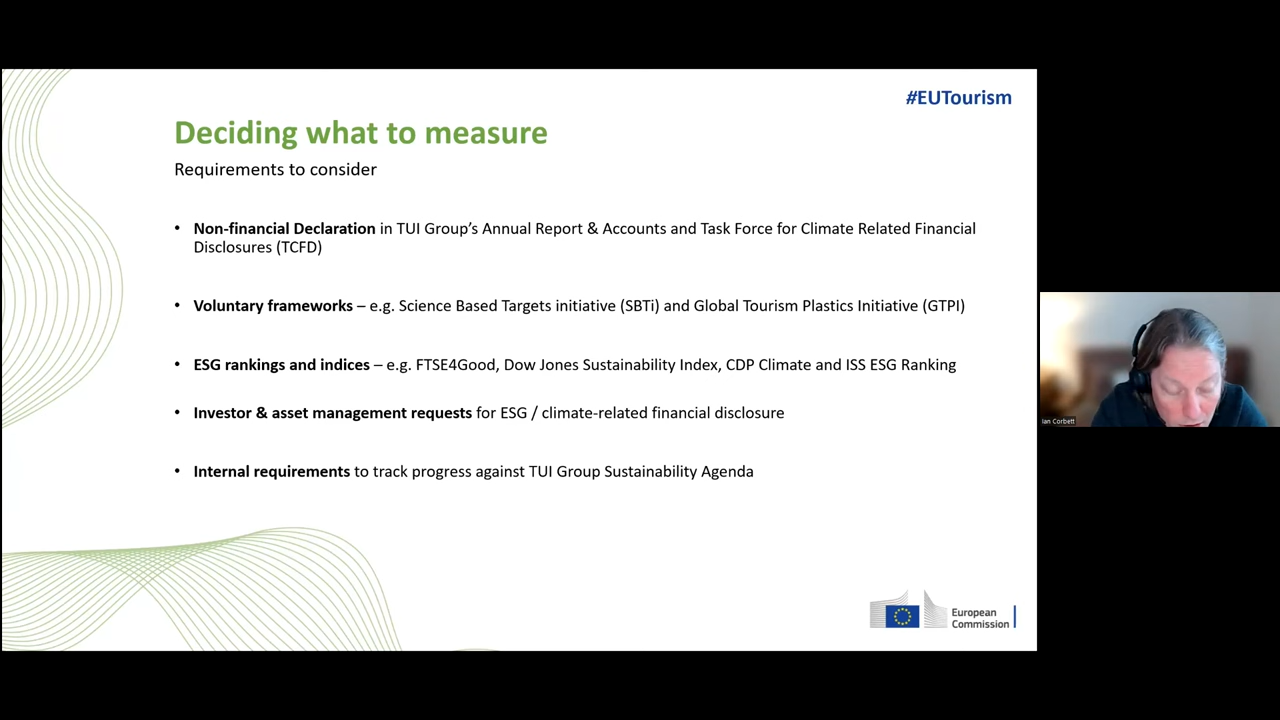 #EUTourism
Deciding what to measure
Requirements to consider
• Non-financial Declaration in TUI Group’s Annual Report & Accounts and Task Force for Climate Related Financial
Disclosures (TCFD)
• Voluntary frameworks – e.g. Science Based Targets initiative (SBTi) and Global Tourism Plastics Initiative (GTPI)
• ESG rankings and indices – e.g. FTSE4Good, Dow Jones Sustainability Index, CDP Climate and ISS ESG Ranking
• Investor & asset management requests for ESG / climate-related financial disclosure
Ian Corbett
• Internal requirements to track progress against TUI Group Sustainability Agenda
European
Commission